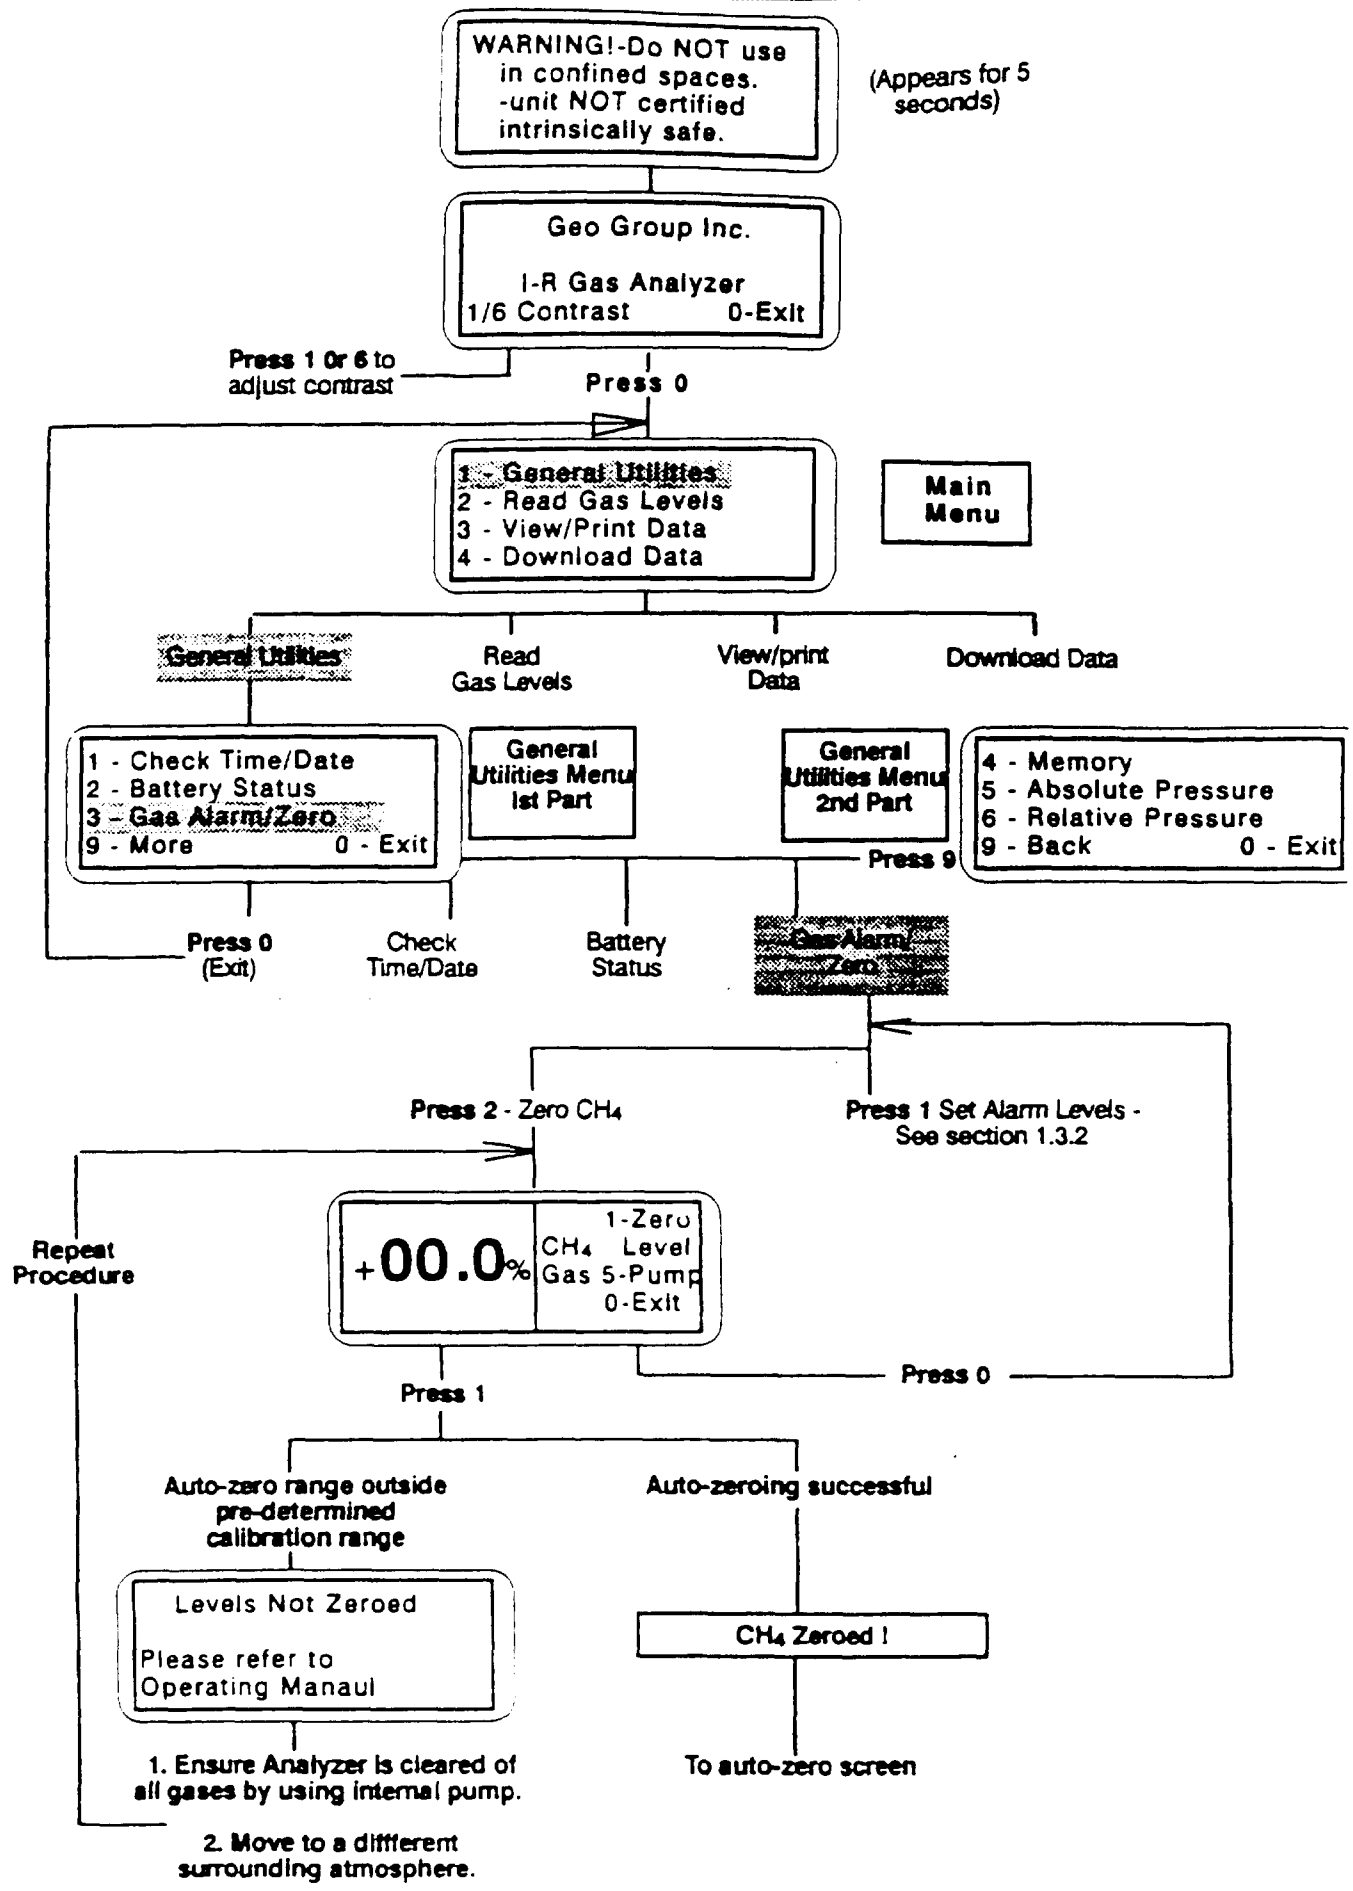 WARNING!-Do NOT use
in confined spaces.
-unit NOT certified
intrinsically safe.
(Appears for 5
seconds)
Geo Group Inc.
I-R Gas Analyzer
1/6 Contrast 0-Exit
Press 1 Or 6 to
adjust contrast
Press 0
1 - General Utilities
2 - Read Gas Levels
3 - View/Print Data
4 - Download Data
Main
Menu
General Utilities
Read
Gas Levels
View/print
Data
Download Data
1 - Check Time/Date
2 - Battery Status
3 - Gas Alarm/Zero
9 - More 0 - Exit
General
Utilities Menu
Ist Part
General
Utilities Menu
2nd Part
4 - Memory
5 - Absolute Pressure
6 - Relative Pressure
9 - Back 0 - Exit
Press 9
Press 0
(Exit)
Check
Time/Date
Battery
Status
Gas Alarm/
Zero
Press 2 - Zero CH4
Press 1 Set Alarm Levels -
See section 1.3.2
Repeat
Procedure
+00.0%
1-Zero
CH4 Level
Gas 5-Pump
0-Exit
Press 1
Press 0
Auto-zero range outside
pre-determined
calibration range
Auto-zeroing successful
Levels Not Zeroed
Please refer to
Operating Manaul
CH4 Zeroed !
1. Ensure Analyzer is cleared of
all gases by using internal pump.
To auto-zero screen
2. Move to a diffferent
surrounding atmosphere.